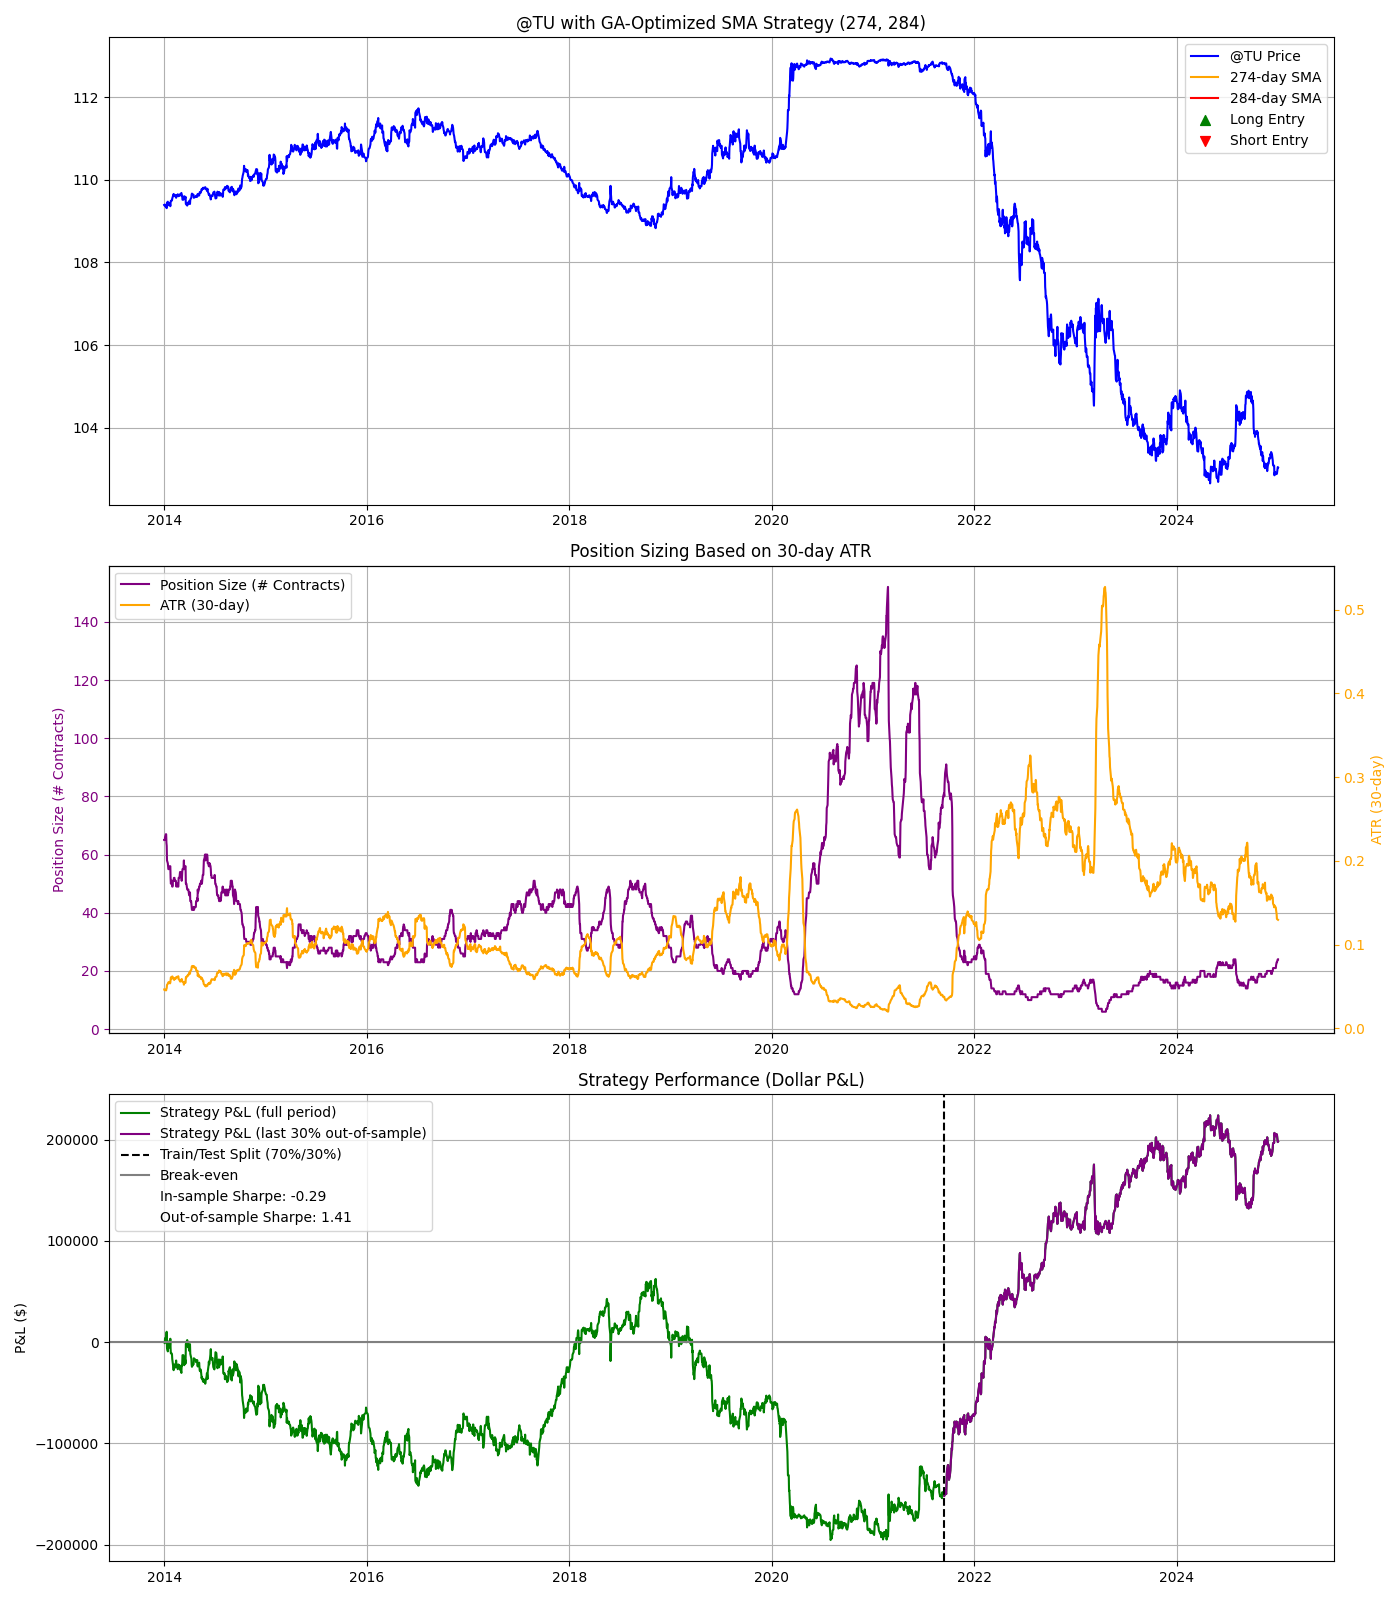 @TU with GA-Optimized SMA Strategy (274, 284)
@TU Price
274-day SMA
284-day SMA
Long Entry
Short Entry
112
110
108
106
104
2014 2016 2018 2020 2022 2024
Position Sizing Based on 30-day ATR
Position Size (# Contracts)
ATR (30-day)
Position Size (# Contracts)
140
120
100
80
60
40
20
0
0.5
0.4
0.3
0.2
0.1
0.0
ATR (30-day)
2014 2016 2018 2020 2022 2024
Strategy Performance (Dollar P&L)
Strategy P&L (full period)
Strategy P&L (last 30% out-of-sample)
Train/Test Split (70%/30%)
Break-even
In-sample Sharpe: -0.29
Out-of-sample Sharpe: 1.41
P&L ($)
200000
100000
0
−100000
−200000
2014 2016 2018 2020 2022 2024